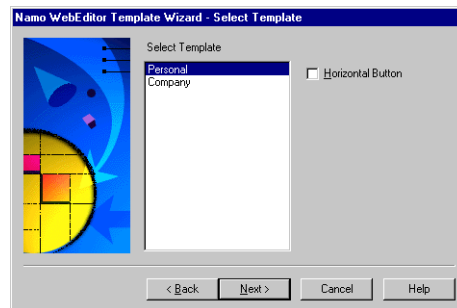 Namo WebEditor Template Wizard - Select Template
Select Template
Personal
Company
Horizontal Button
< Back
Next >
Cancel
Help